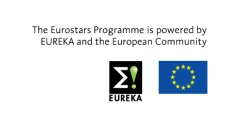 The Eurostars Programme is powered by
EUREKA and the European Community
Σ!
EUREKA